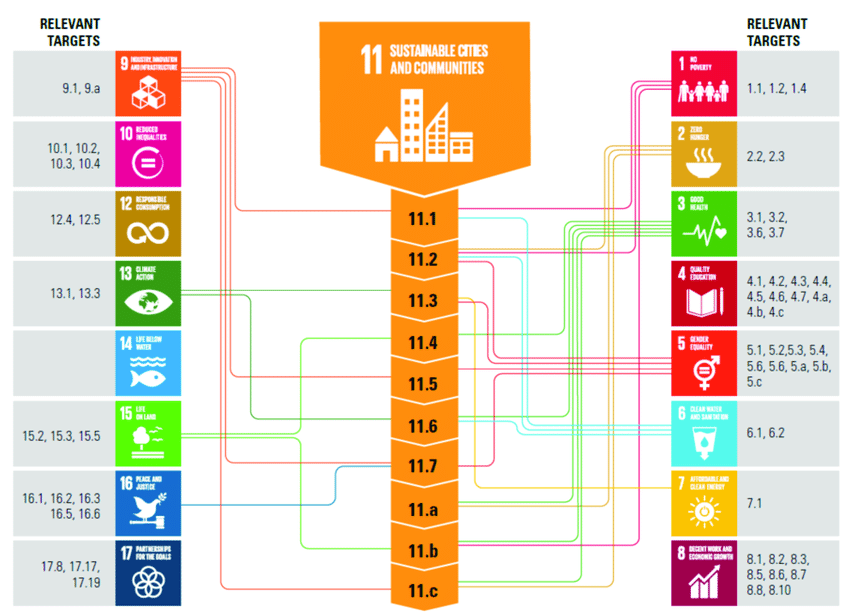 RELEVANT
TARGETS
9 INDUSTRY, INNOVATION
AND INFRASTRUCTURE
9.1, 9.a
10 REDUCED
INEQUALITIES
10.1, 10.2,
10.3, 10.4
12 RESPONSIBLE
CONSUMPTION
12.4, 12.5
13 CLIMATE
ACTION
13.1, 13.3
14 LIFE BELOW
WATER
15 LIFE
ON LAND
15.2, 15.3, 15.5
16 PEACE AND
JUSTICE
16.1, 16.2, 16.3
16.5, 16.6
17 PARTNERSHIPS
FOR THE GOALS
17.8, 17.17,
17.19
11 SUSTAINABLE CITIES
AND COMMUNITIES
11.1
11.2
11.3
11.4
11.5
11.6
11.7
11.a
11.b
11.c
RELEVANT
TARGETS
1 NO
POVERTY
1.1, 1.2, 1.4
2 ZERO
HUNGER
2.2, 2.3
3 GOOD
HEALTH
3.1, 3.2,
3.6, 3.7
4 QUALITY
EDUCATION
4.1, 4.2, 4.3, 4.4,
4.5, 4.6, 4.7, 4.a,
4.b, 4.c
5 GENDER
EQUALITY
5.1, 5.2,5.3, 5.4,
5.6, 5.6, 5.a, 5.b,
5.c
6 CLEAN WATER
AND SANITATION
6.1, 6.2
7 AFFORDABLE AND
CLEAN ENERGY
7.1
8 DECENT WORK AND
ECONOMIC GROWTH
8.1, 8.2, 8.3,
8.5, 8.6, 8.7
8.8, 8.10